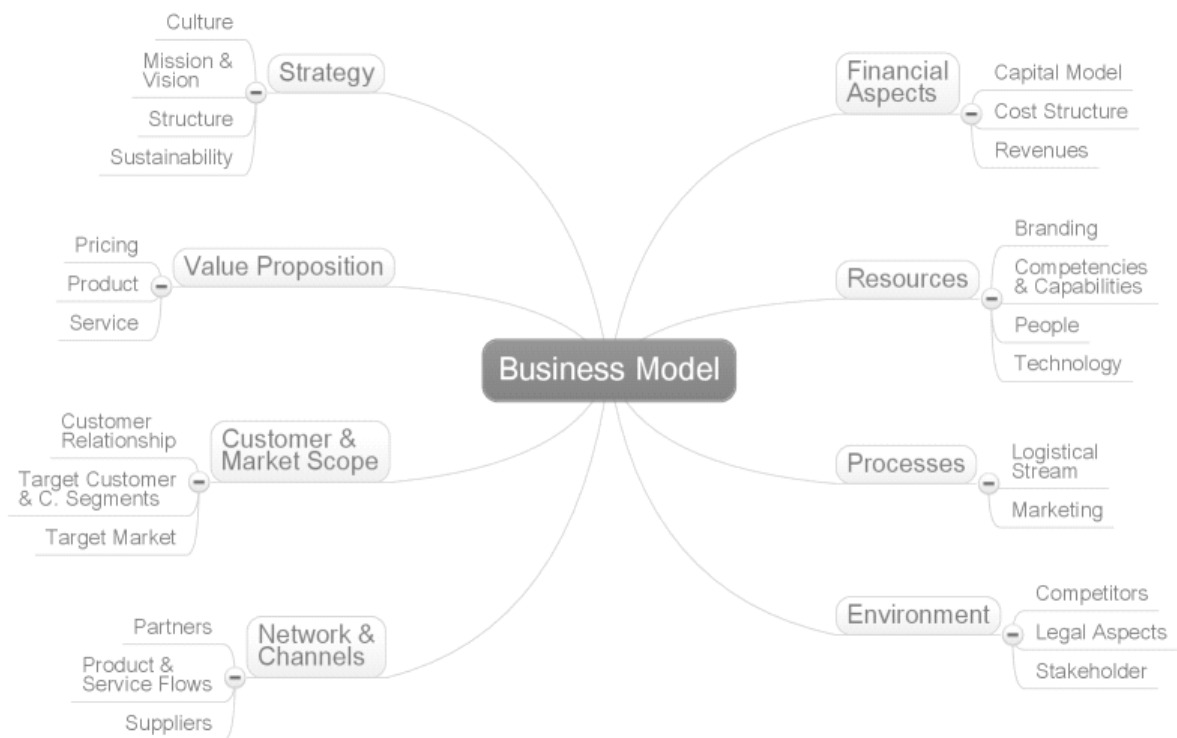 Culture
Mission &
Vision
Structure
Sustainability
Strategy
Pricing
Product
Service
Value Proposition
Customer
Relationship
Target Customer
& C. Segments
Target Market
Customer &
Market Scope
Partners
Product &
Service Flows
Suppliers
Network &
Channels
Business Model
Financial
Aspects
Capital Model
Cost Structure
Revenues
Resources
Branding
Competencies
& Capabilities
People
Technology
Processes
Logistical
Stream
Marketing
Environment
Competitors
Legal Aspects
Stakeholder